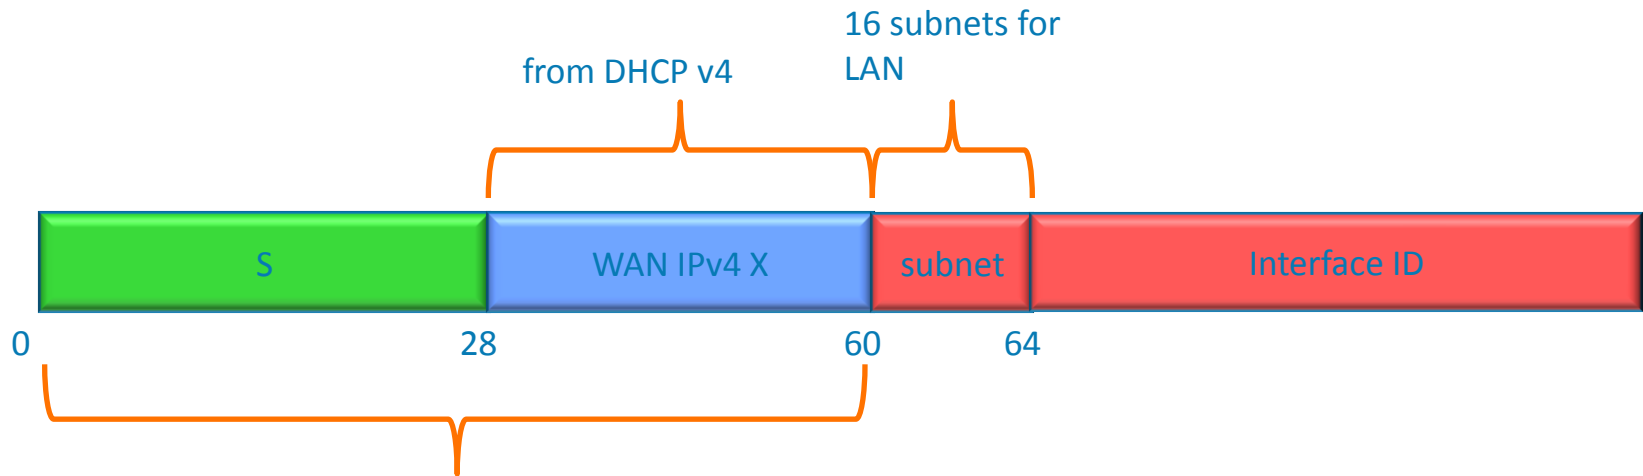 16 subnets for
LAN
from DHCP v4
S
WAN IPv4 X
subnet
Interface ID
0
28
60
64